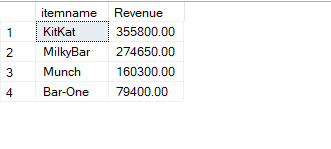 itemname Revenue
1 KitKat 355800.00
2 MilkyBar 274650.00
3 Munch 160300.00
4 Bar-One 79400.00